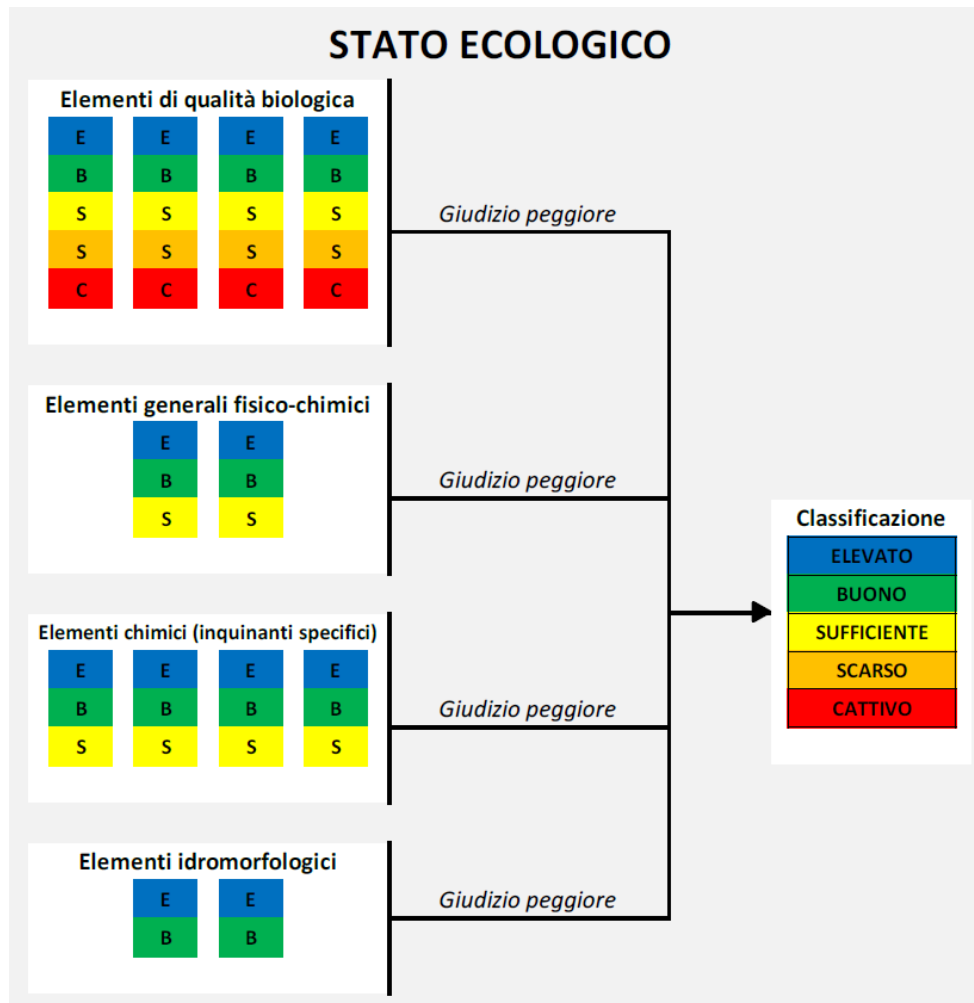 STATO ECOLOGICO
Elementi di qualità biologica
E E E E
B B B B
S S S S
S S S S
C C C C
Giudizio peggiore
Elementi generali fisico-chimici
E E
B B
S S
Giudizio peggiore
Elementi chimici (inquinanti specifici)
E E E E
B B B B
S S S S
Giudizio peggiore
Elementi idromorfologici
E E
B B
Giudizio peggiore
Classificazione
ELEVATO
BUONO
SUFFICIENTE
SCARSO
CATTIVO